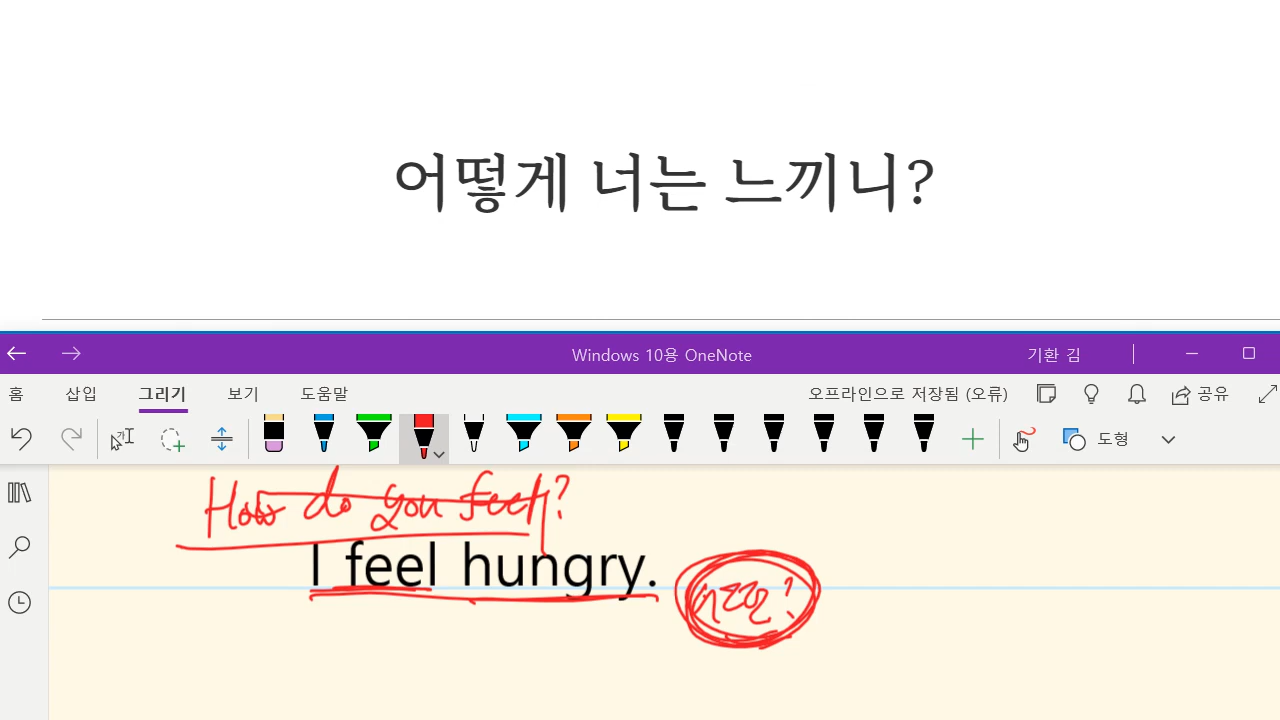 어떻게 너는 느끼니?
Windows 10용 OneNote
기환 김
홈 삽입 그리기 보기 도움말
오프라인으로 저장됨 (오류) 공유
가
도형
How do you feel?
I feel hungry.